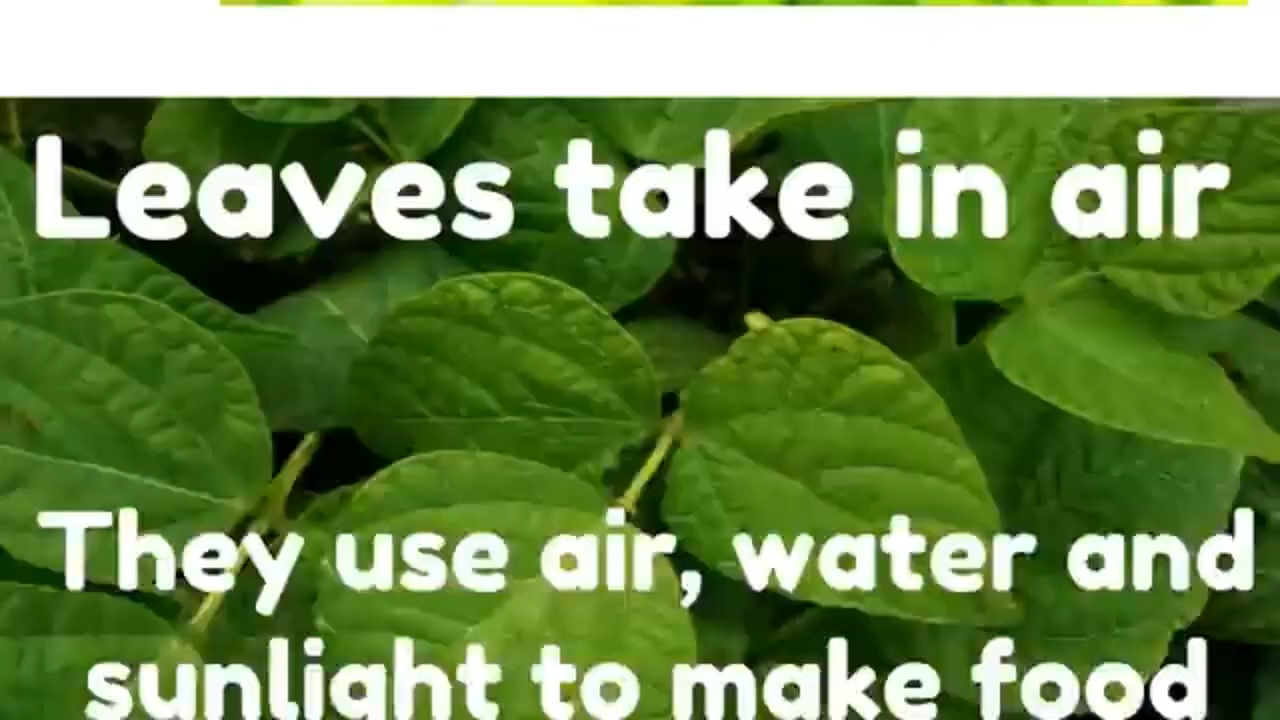 Leaves take in air
They use air, water and
sunlight to make food